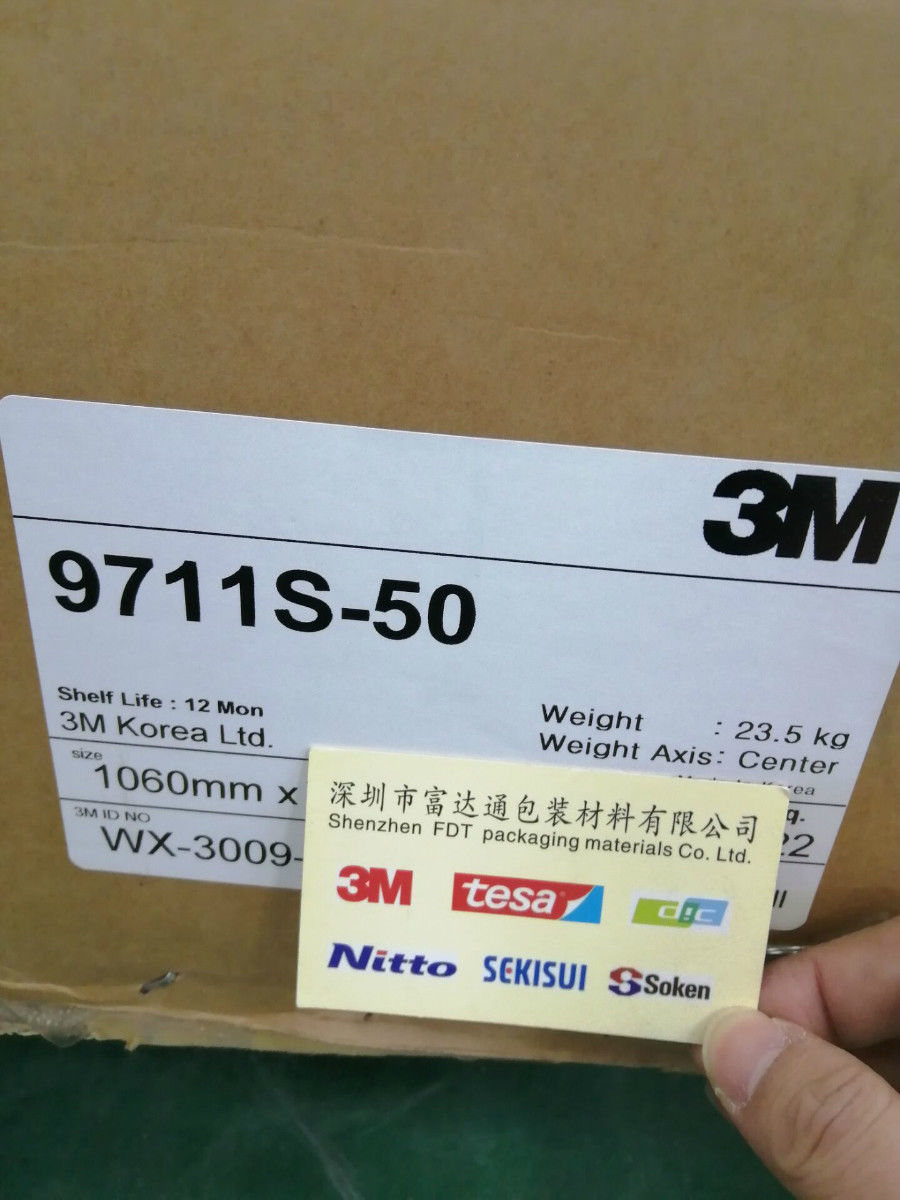 3M
9711S-50
Shelf Life : 12 Mon
3M Korea Ltd.
Weight : 23.5 kg
Weight Axis: Center
size
1060mm x
3M ID NO
WX-3009-
22
深圳市富达通包装材料有限公司
Shenzhen FDT packaging materials Co. Ltd.
3M tesa dic
Nitto SEKISUI Soken